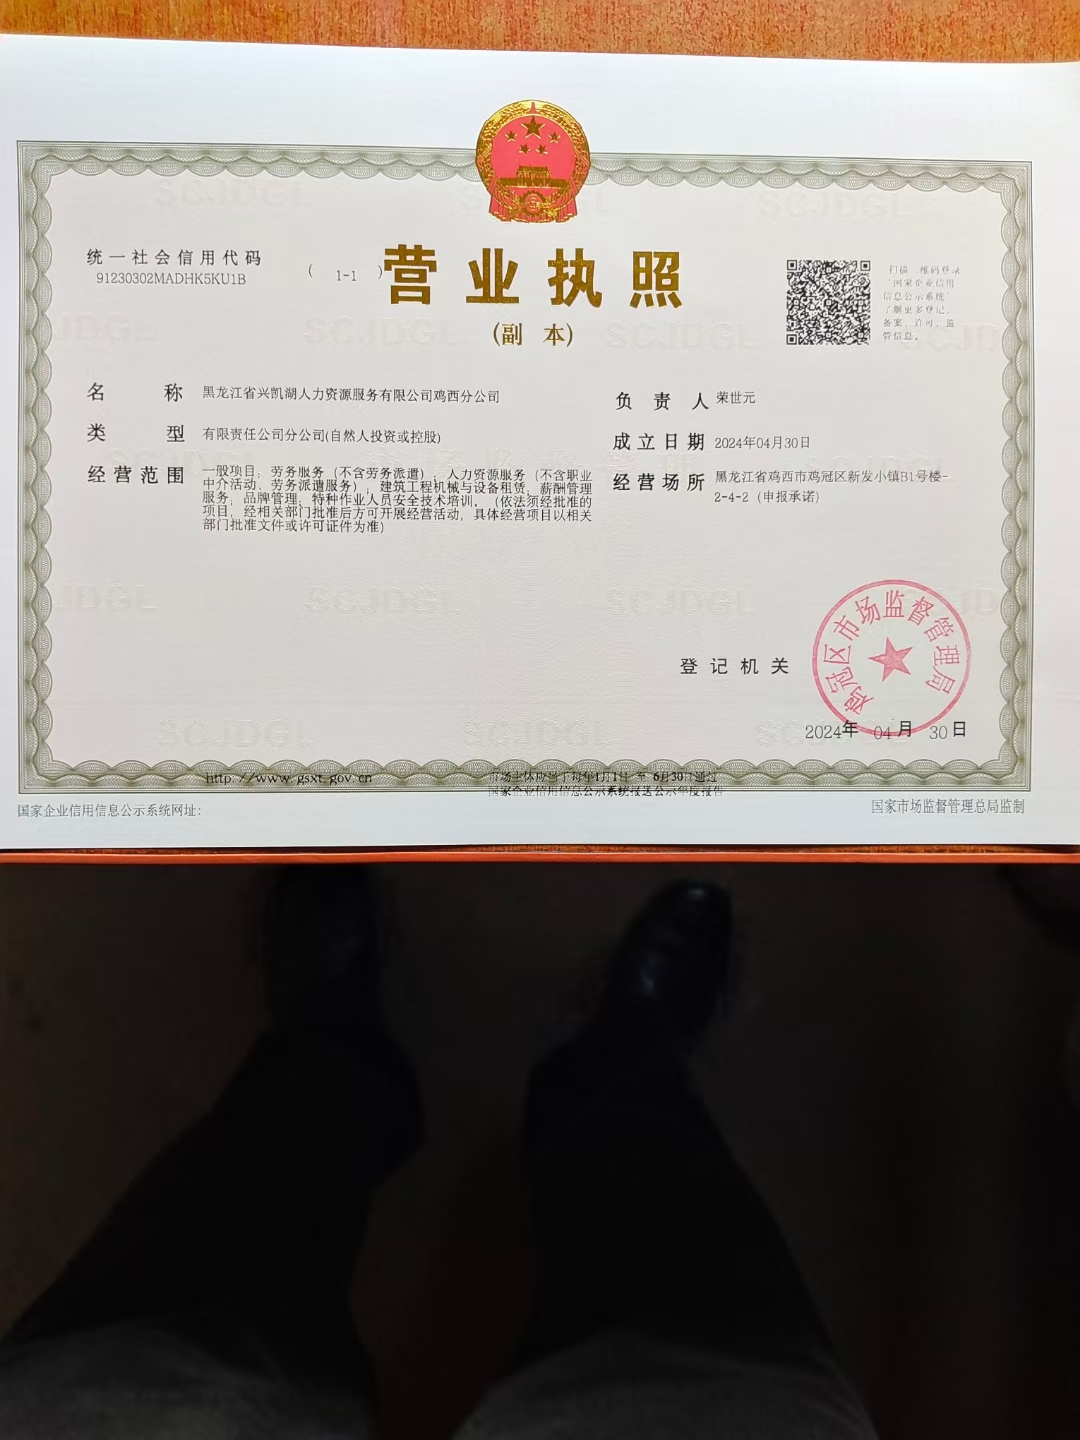 统一社会信用代码
91230302MADHK5KU1B
( 1-1 )
营业执照
(副 本)
扫描二维码登录
"国家企业信用
信息公示系统"
了解更多登记、
备案、许可、监
管信息。
名 称 黑龙江省兴凯湖人力资源服务有限公司鸡西分公司
类 型 有限责任公司分公司(自然人投资或控股)
经营范围 一般项目：劳务服务（不含劳务派遣），人力资源服务（不含职业
中介活动、劳务派遣服务），建筑工程机械与设备租赁，薪酬管理
服务，品牌管理，特种作业人员安全技术培训。（依法须经批准的
项目，经相关部门批准后方可开展经营活动，具体经营项目以相关
部门批准文件或许可证件为准）
负责人 荣世元
成立日期 2024年04月30日
经营场所 黑龙江省鸡西市鸡冠区新发小镇B1号楼-
2-4-2（申报承诺）
登记机关
鸡冠区市场监督管理局
2024年 04月 30日
http://www.gsxt.gov.cn
市场主体应当于每年1月1日 至 6月30日通过
国家企业信用信息公示系统报送公示年度报告
国家企业信用信息公示系统网址：
国家市场监督管理总局监制
SCJDGL